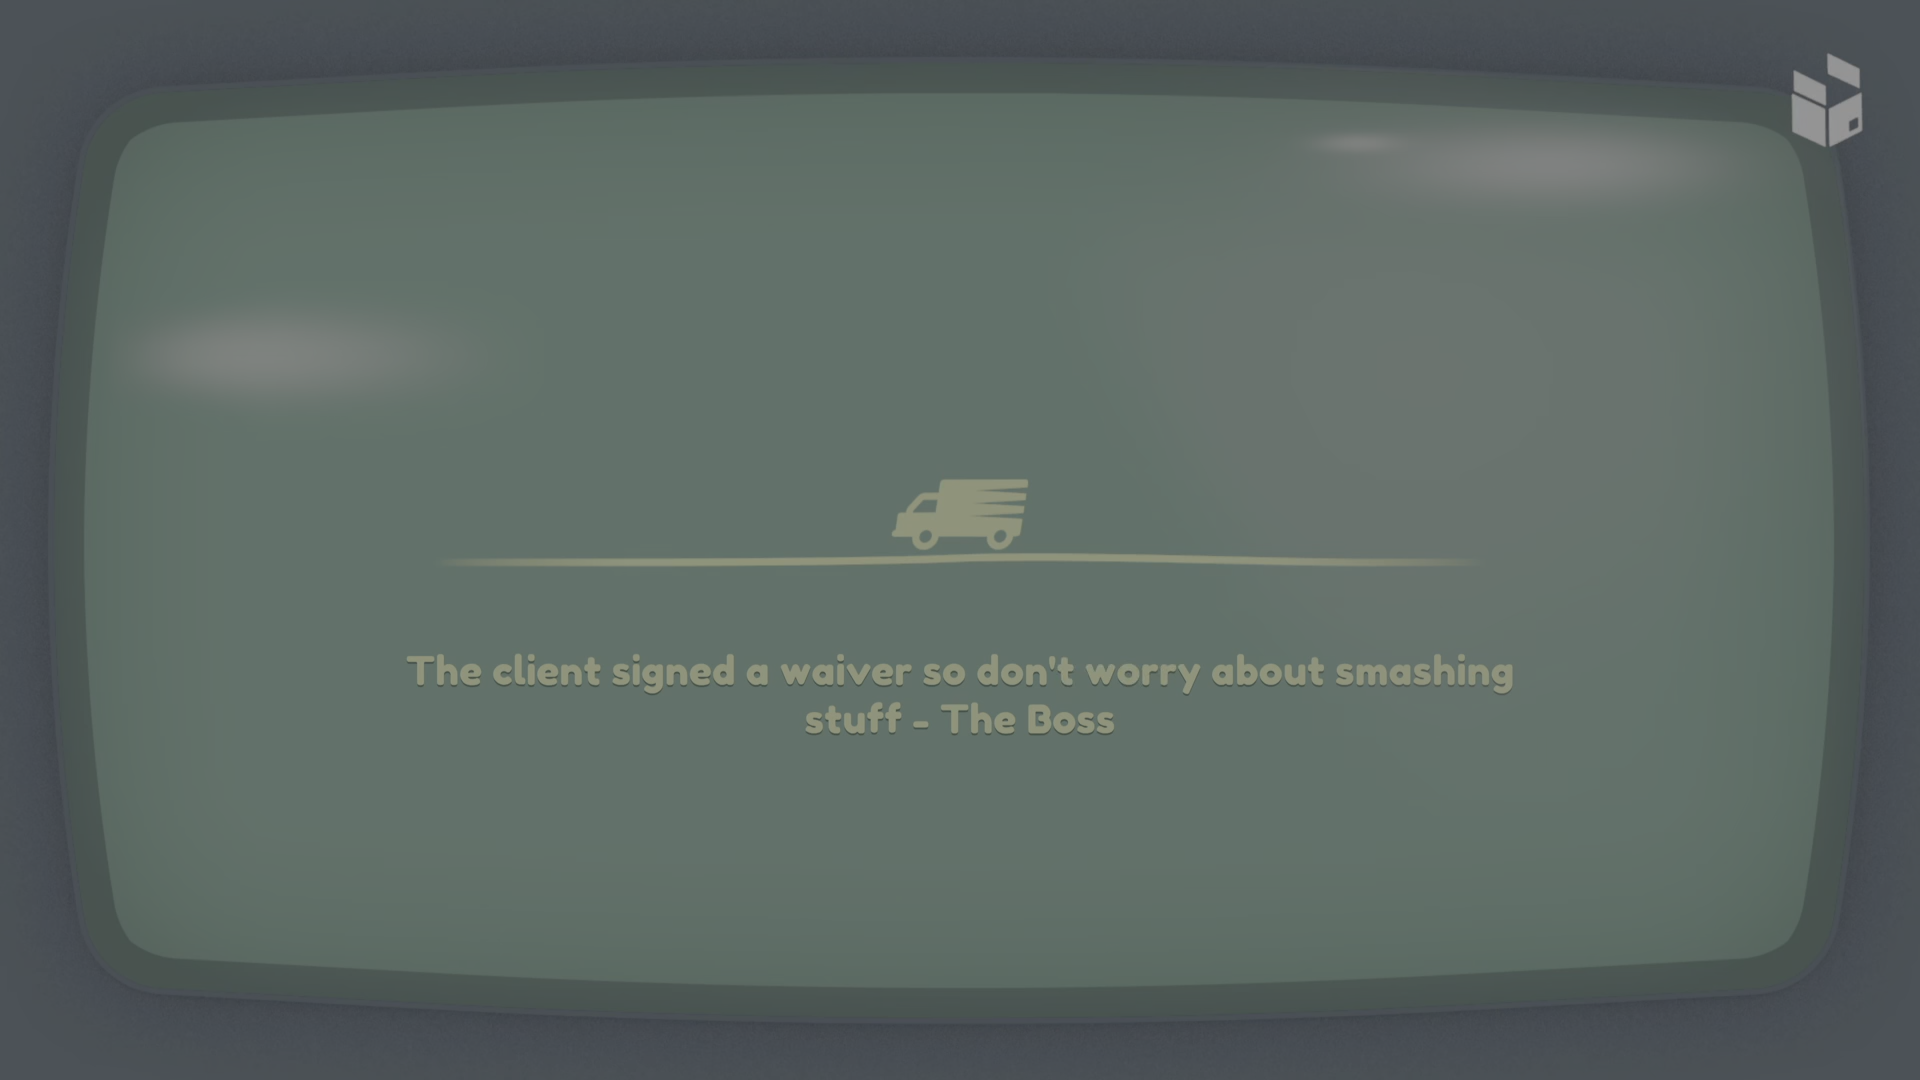 The client signed a waiver so don't worry about smashing
stuff - The Boss